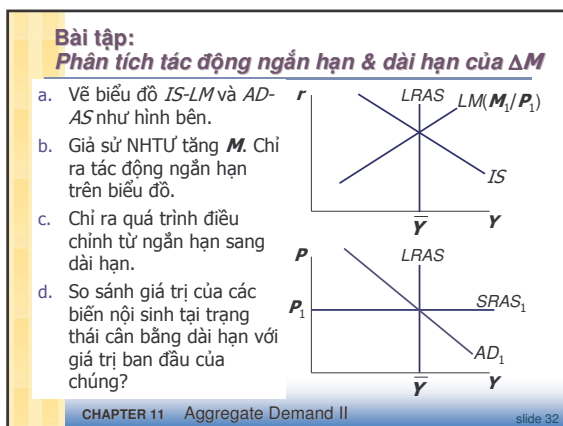 Bài tập:
Phân tích tác động ngắn hạn & dài hạn của ΔM
a. Vẽ biểu đồ IS-LM và AD-
AS như hình bên.
b. Giả sử NHTƯ tăng M. Chỉ
ra tác động ngắn hạn
trên biểu đồ.
c. Chỉ ra quá trình điều
chỉnh từ ngắn hạn sang
dài hạn.
d. So sánh giá trị của các
biến nội sinh tại trạng
thái cân bằng dài hạn với
giá trị ban đầu của
chúng?
r
LRAS
LM(M₁/P₁)
IS
Y̅
Y
P
LRAS
P₁
SRAS₁
AD₁
Y̅
Y
CHAPTER 11 Aggregate Demand II
slide 32